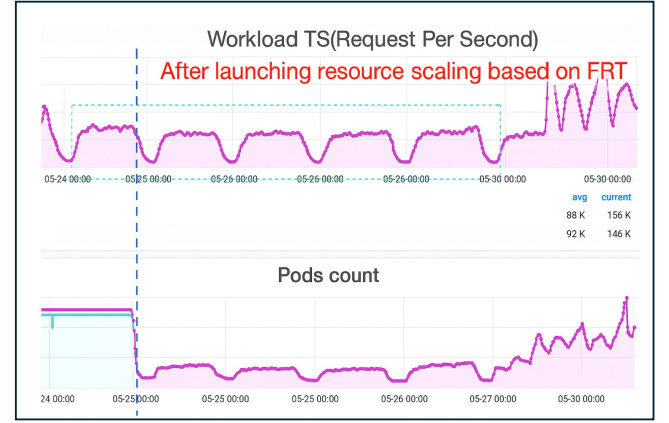 Workload TS(Request Per Second)
After launching resource scaling based on FRT
05-24 00:00 05-25 00:00 05-26 00:00 05-26 00:00 05-26 00:00 05-30 00:00 05-30 00:00
avg current
88 K 156 K
92 K 146 K
Pods count
24 00:00 05-25 00:00 05-25 00:00 05-25 00:00 05-26 00:00 05-27 00:00 05-30 00:00